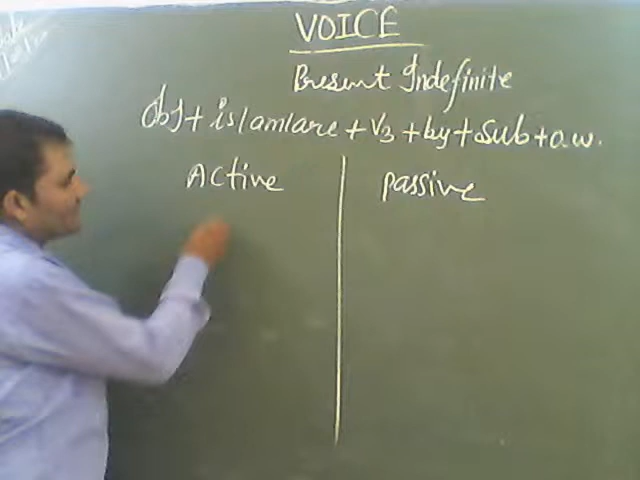 VOICE
Present Indefinite
Obj + is/am/are + V3 + by + sub + o.w.
Active Passive